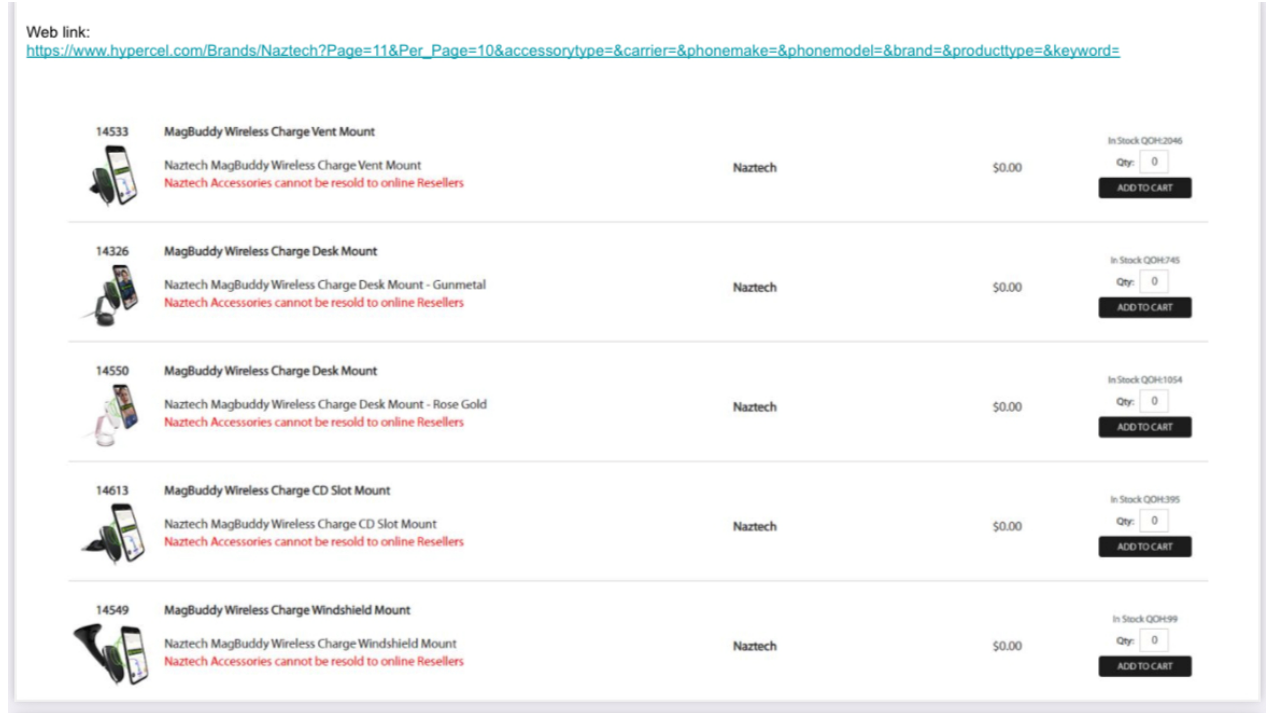 Web link:
https://www.hypercel.com/Brands/Naztech?Page=11&Per_Page=10&accessorytype=&carrier=&phonemake=&phonemodel=&brand=&producttype=&keyword=
14533 MagBuddy Wireless Charge Vent Mount
In Stock QOH:2046
Naztech MagBuddy Wireless Charge Vent Mount Naztech $0.00 Qty: 0
Naztech Accessories cannot be resold to online Resellers
ADD TO CART
14326 MagBuddy Wireless Charge Desk Mount
In Stock QOH:745
Naztech MagBuddy Wireless Charge Desk Mount - Gunmetal Naztech $0.00 Qty: 0
Naztech Accessories cannot be resold to online Resellers
ADD TO CART
14550 MagBuddy Wireless Charge Desk Mount
In Stock QOH:1054
Naztech Magbuddy Wireless Charge Desk Mount - Rose Gold Naztech $0.00 Qty: 0
Naztech Accessories cannot be resold to online Resellers
ADD TO CART
14613 MagBuddy Wireless Charge CD Slot Mount
In Stock QOH:395
Naztech MagBuddy Wireless Charge CD Slot Mount Naztech $0.00 Qty: 0
Naztech Accessories cannot be resold to online Resellers
ADD TO CART
14549 MagBuddy Wireless Charge Windshield Mount
In Stock QOH:99
Naztech MagBuddy Wireless Charge Windshield Mount Naztech $0.00 Qty: 0
Naztech Accessories cannot be resold to online Resellers
ADD TO CART